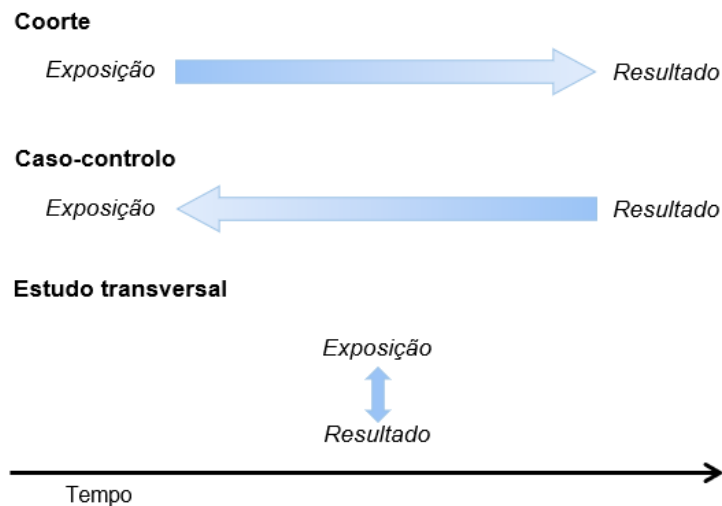 Coorte
Exposição
Resultado
Caso-controlo
Exposição
Resultado
Estudo transversal
Exposição
Resultado
Tempo